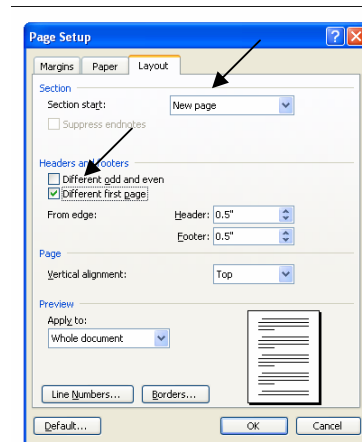 Page Setup
Margins Paper Layout
Section
Section start: New page
Suppress endnotes
Headers and footers
Different odd and even
Different first page
From edge: Header: 0.5"
Footer: 0.5"
Page
Vertical alignment: Top
Preview
Apply to:
Whole document
Line Numbers... Borders...
Default... OK Cancel